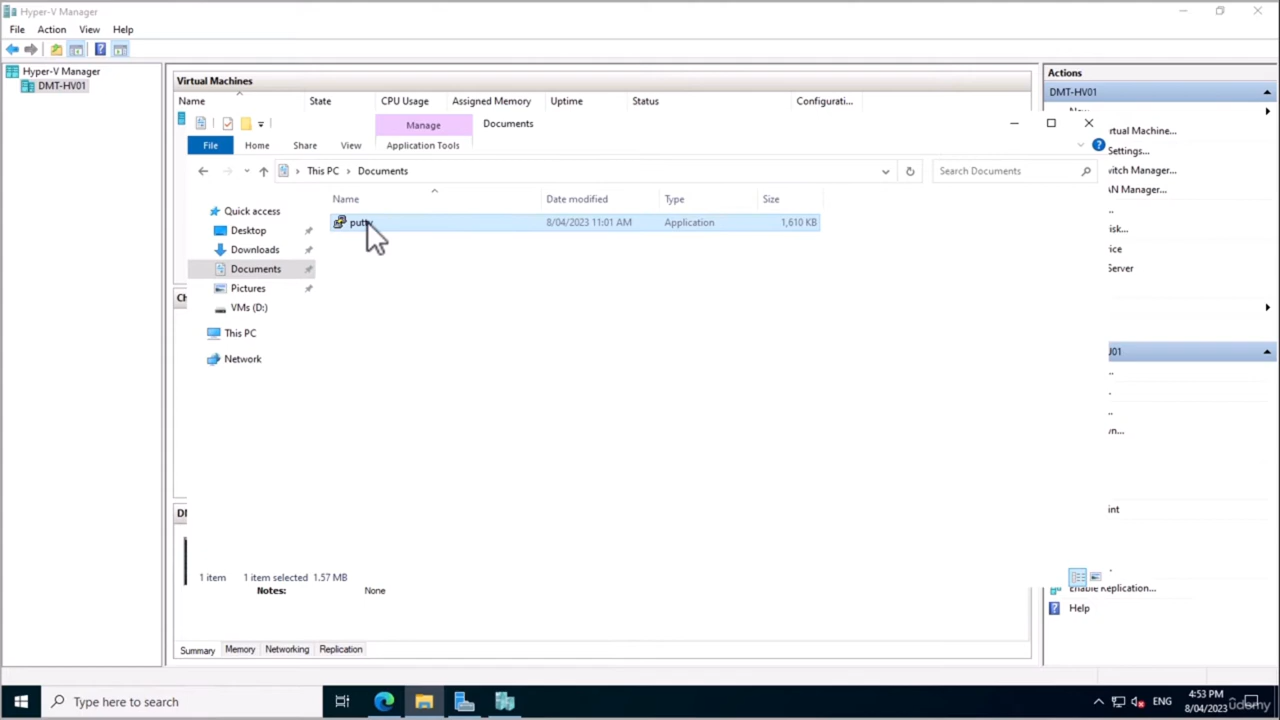 Hyper-V Manager
File Action View Help
Hyper-V Manager
DMT-HV01
Virtual Machines
Name State CPU Usage Assigned Memory Uptime Status Configurati...
Manage Documents
File Home Share View Application Tools
This PC Documents
Search Documents
Quick access
Desktop
Downloads
Documents
Pictures
VMs (D:)
This PC
Network
Name Date modified Type Size
putty 8/04/2023 11:01 AM Application 1,610 KB
1 item 1 item selected 1.57 MB
Notes: None
Summary Memory Networking Replication
Actions
DMT-HV01
rtual Machine...
Settings...
witch Manager...
AN Manager...
..
isk...
vice
Server
J01
..
.
..
wn...
int
.
Enable Replication...
Help
Type here to search
ENG
4:53 PM
8/04/2023
udemy